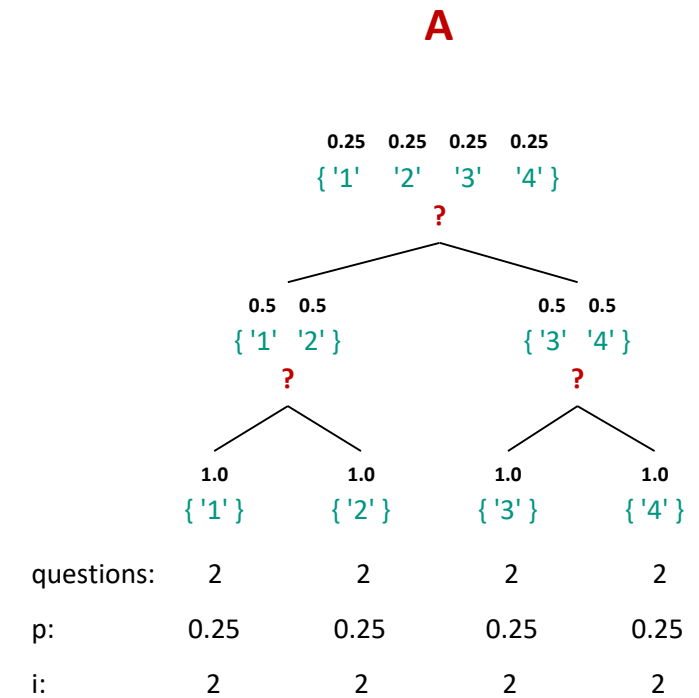 A
0.25 0.25 0.25 0.25
{ '1' '2' '3' '4' }
?
0.5 0.5 0.5 0.5
{ '1' '2' } { '3' '4' }
? ?
1.0 1.0 1.0 1.0
{ '1' } { '2' } { '3' } { '4' }
questions: 2 2 2 2
p: 0.25 0.25 0.25 0.25
i: 2 2 2 2